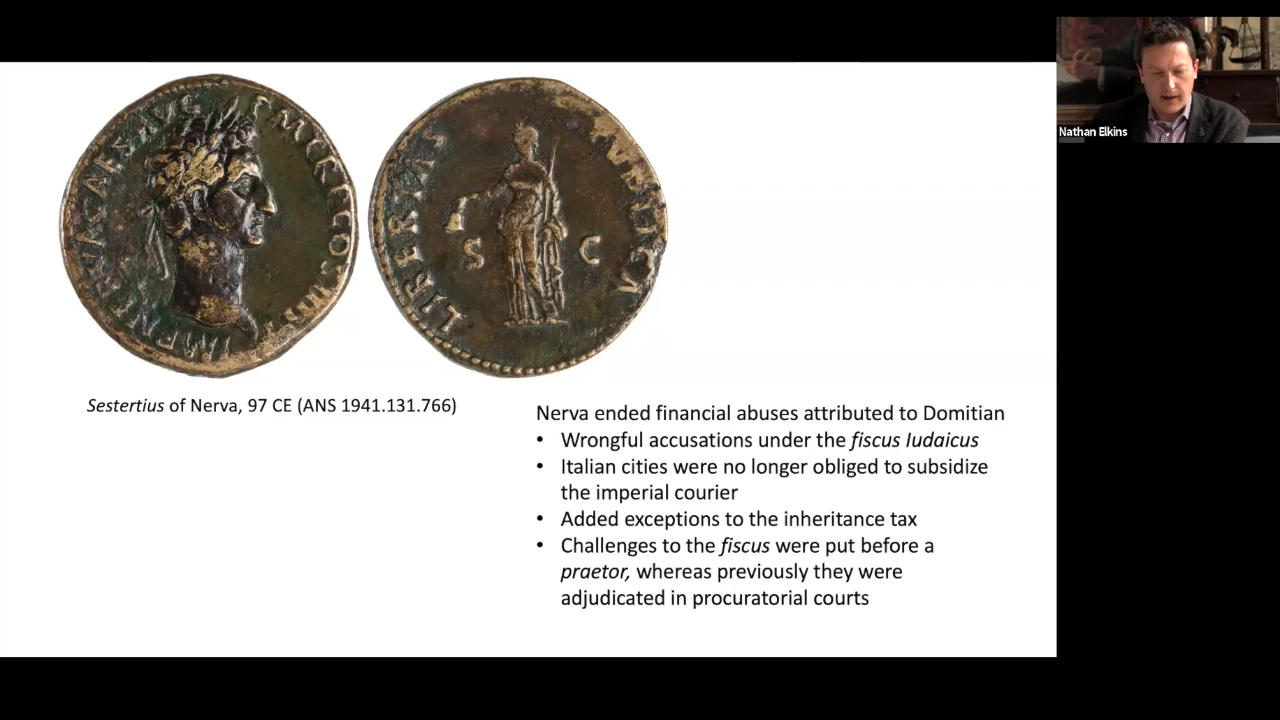 IMP NERVA CAES AVG P M TR P COS III P P
LIBERTAS PVBLICA
S C
Nathan Elkins
Sestertius of Nerva, 97 CE (ANS 1941.131.766)
Nerva ended financial abuses attributed to Domitian
• Wrongful accusations under the fiscus Iudaicus
• Italian cities were no longer obliged to subsidize
the imperial courier
• Added exceptions to the inheritance tax
• Challenges to the fiscus were put before a
praetor, whereas previously they were
adjudicated in procuratorial courts